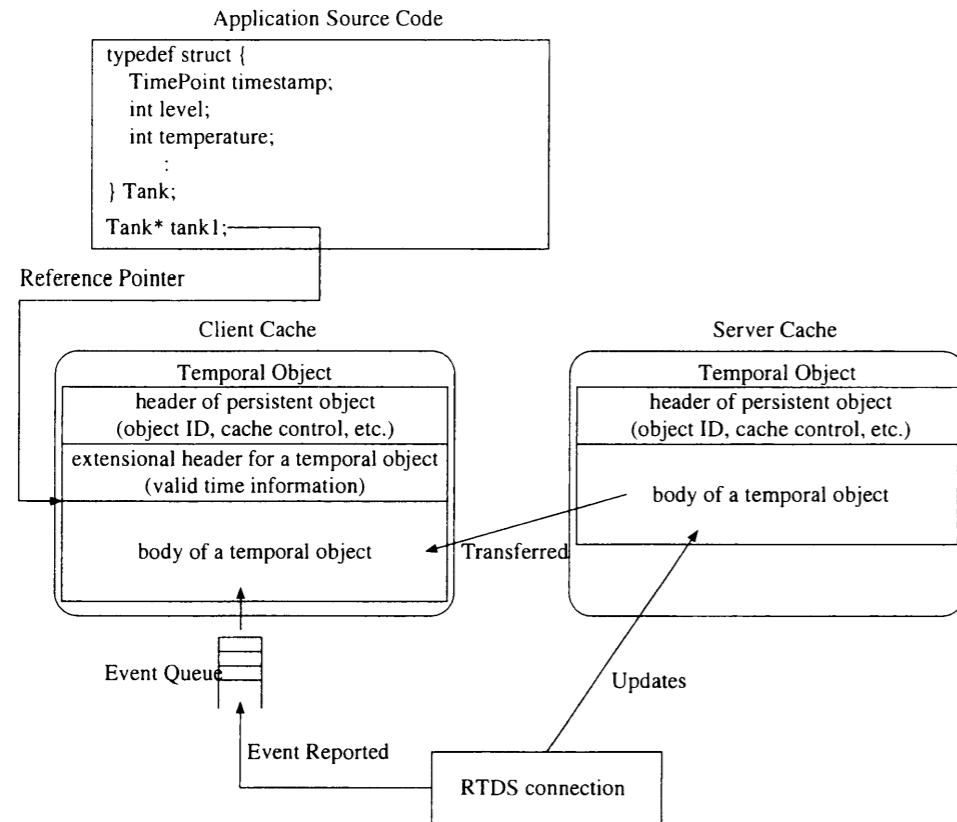 Application Source Code
typedef struct {
TimePoint timestamp;
int level;
int temperature;
:
} Tank;
Tank* tank1;
Reference Pointer
Client Cache
Temporal Object
header of persistent object
(object ID, cache control, etc.)
extensional header for a temporal object
(valid time information)
body of a temporal object
Server Cache
Temporal Object
header of persistent object
(object ID, cache control, etc.)
body of a temporal object
Transferred
Event Queue
Updates
Event Reported
RTDS connection